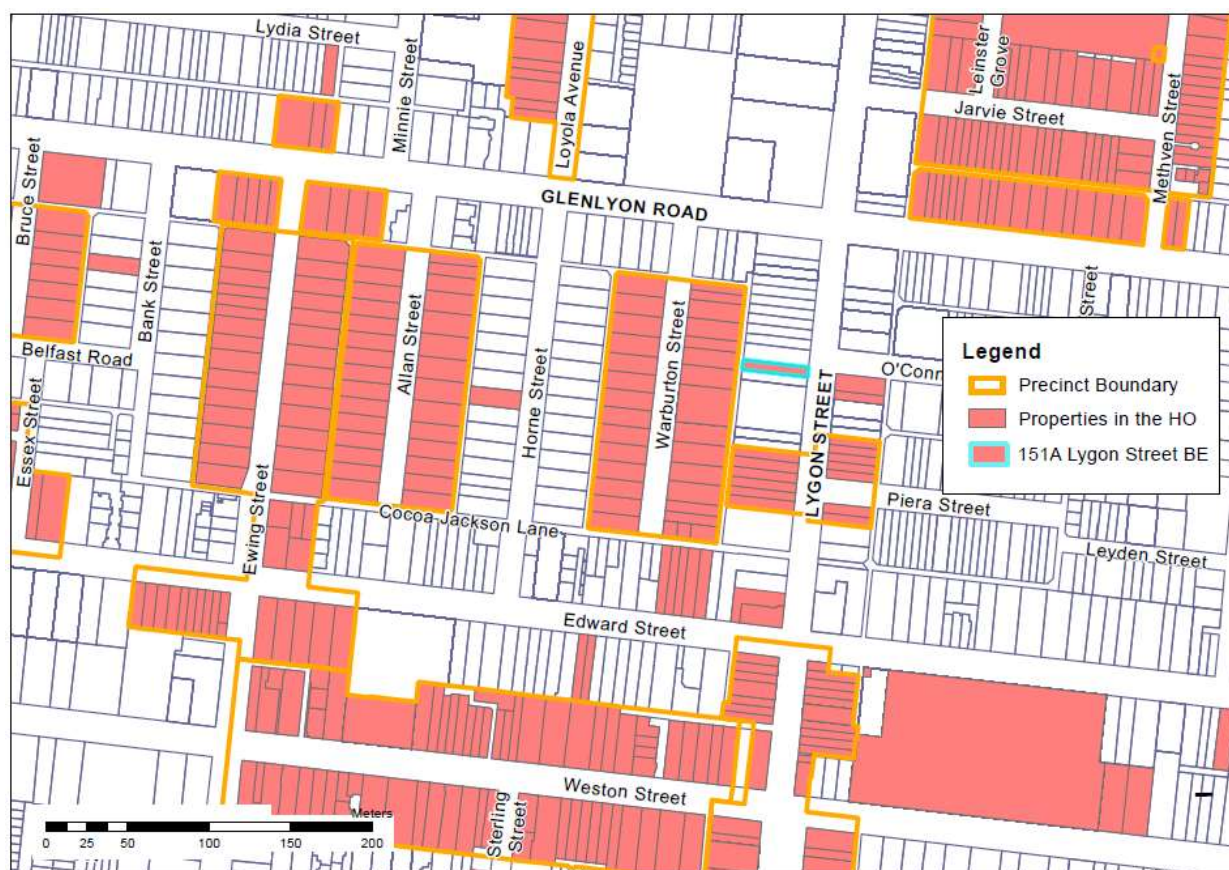 Lydia Street
Minnie Street
Loyola Avenue
Leinster
Grove
Jarvie Street
Methven Street
GLENLYON ROAD
Bruce Street
Bank Street
Allan Street
Horne Street
Warburton Street
LYGON STREET
Street
Belfast Road
Essex Street
Ewing Street
Cocoa Jackson Lane
O'Conn
Legend
Precinct Boundary
Properties in the HO
151A Lygon Street BE
Piera Street
Leyden Street
Edward Street
Weston Street
Sterling
Street
Meters
0 25 50 100 150 200